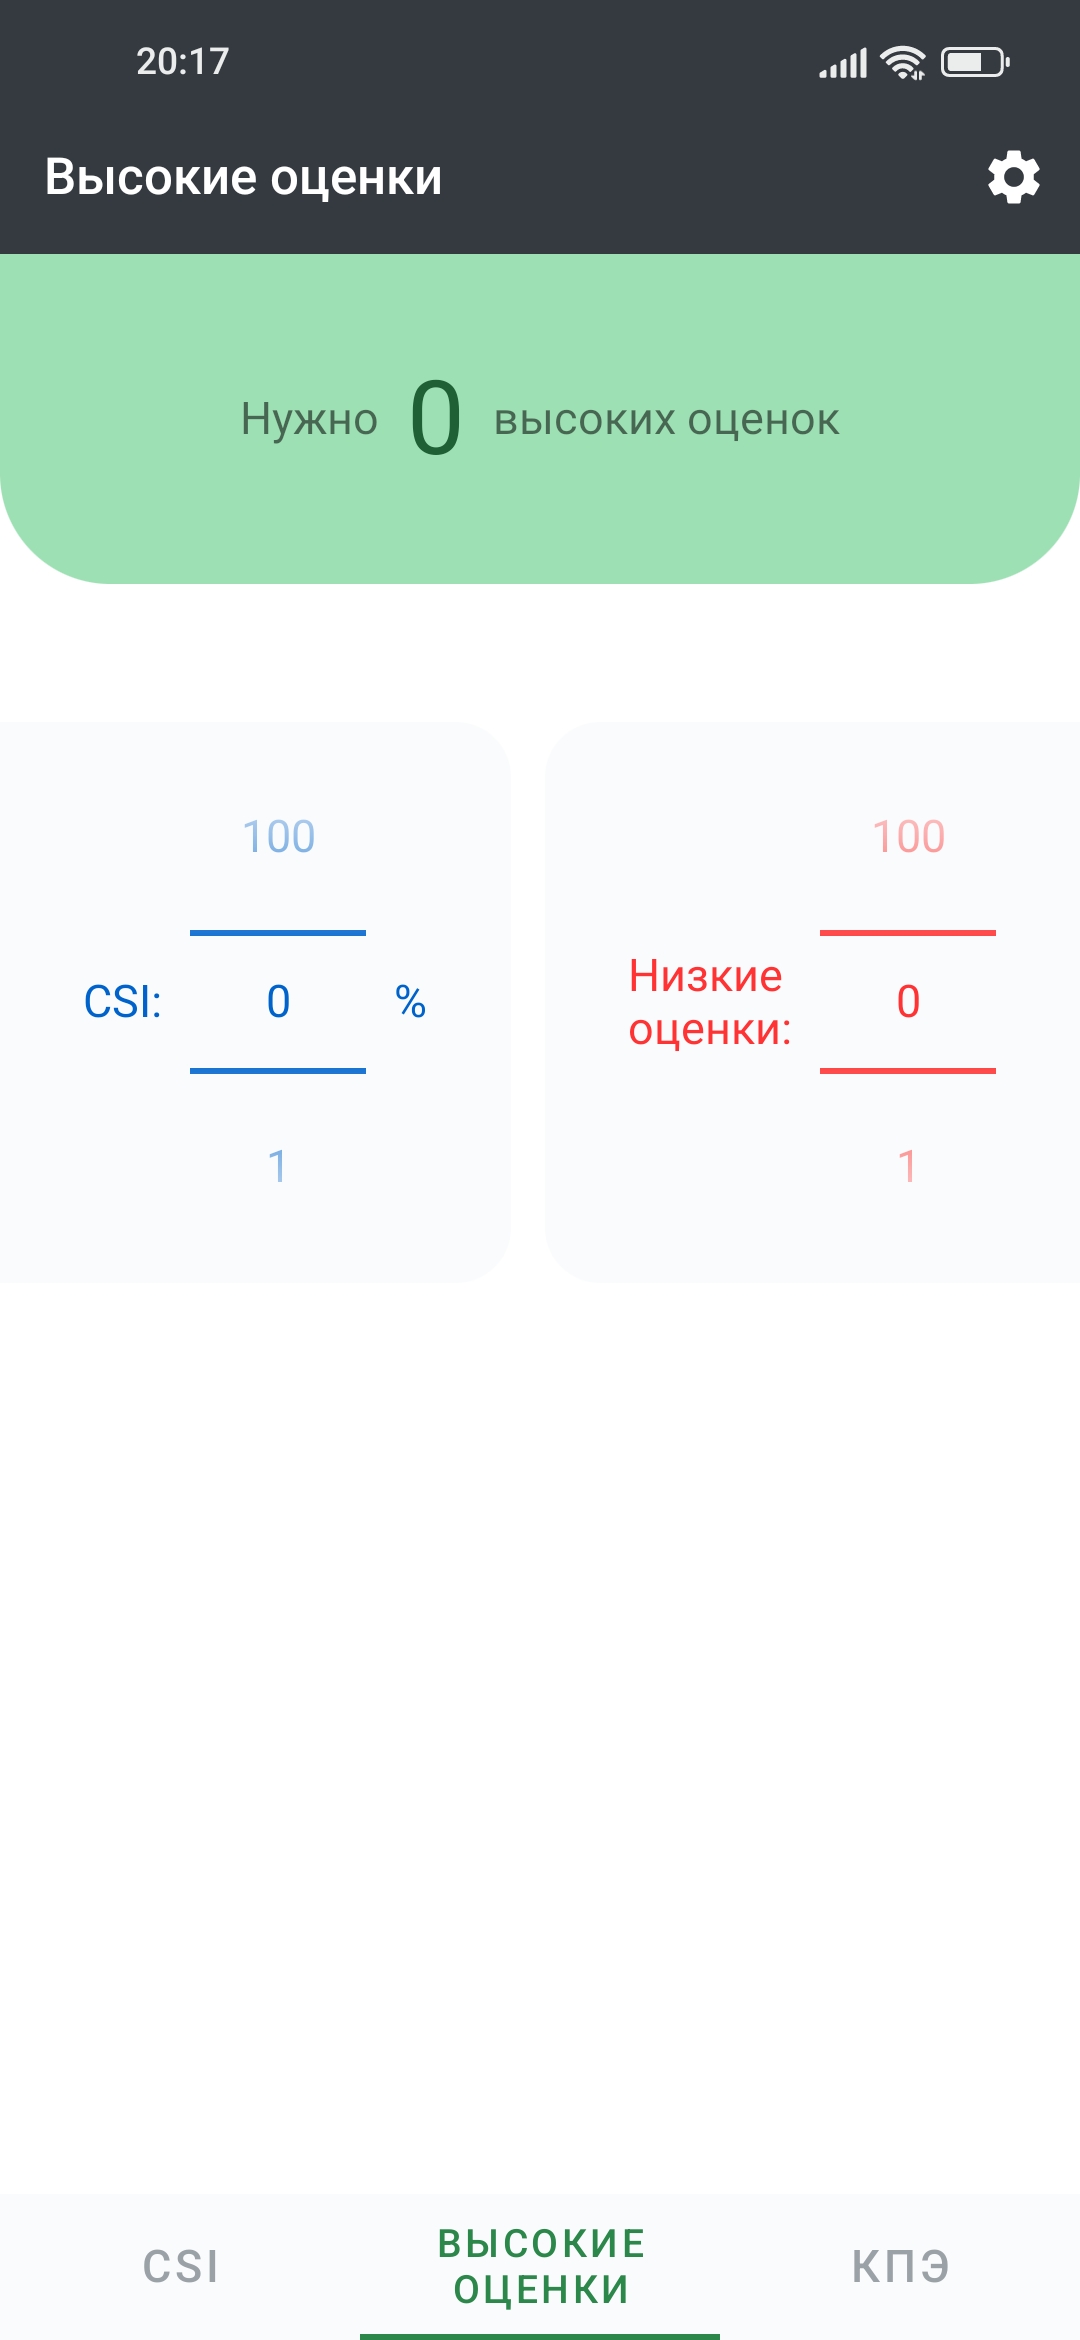 20:17
Высокие оценки
Нужно 0 высоких оценок
100
CSI: 0 %
1
100
Низкие
оценки:
0
1
CSI
ВЫСОКИЕ
ОЦЕНКИ
КПЭ